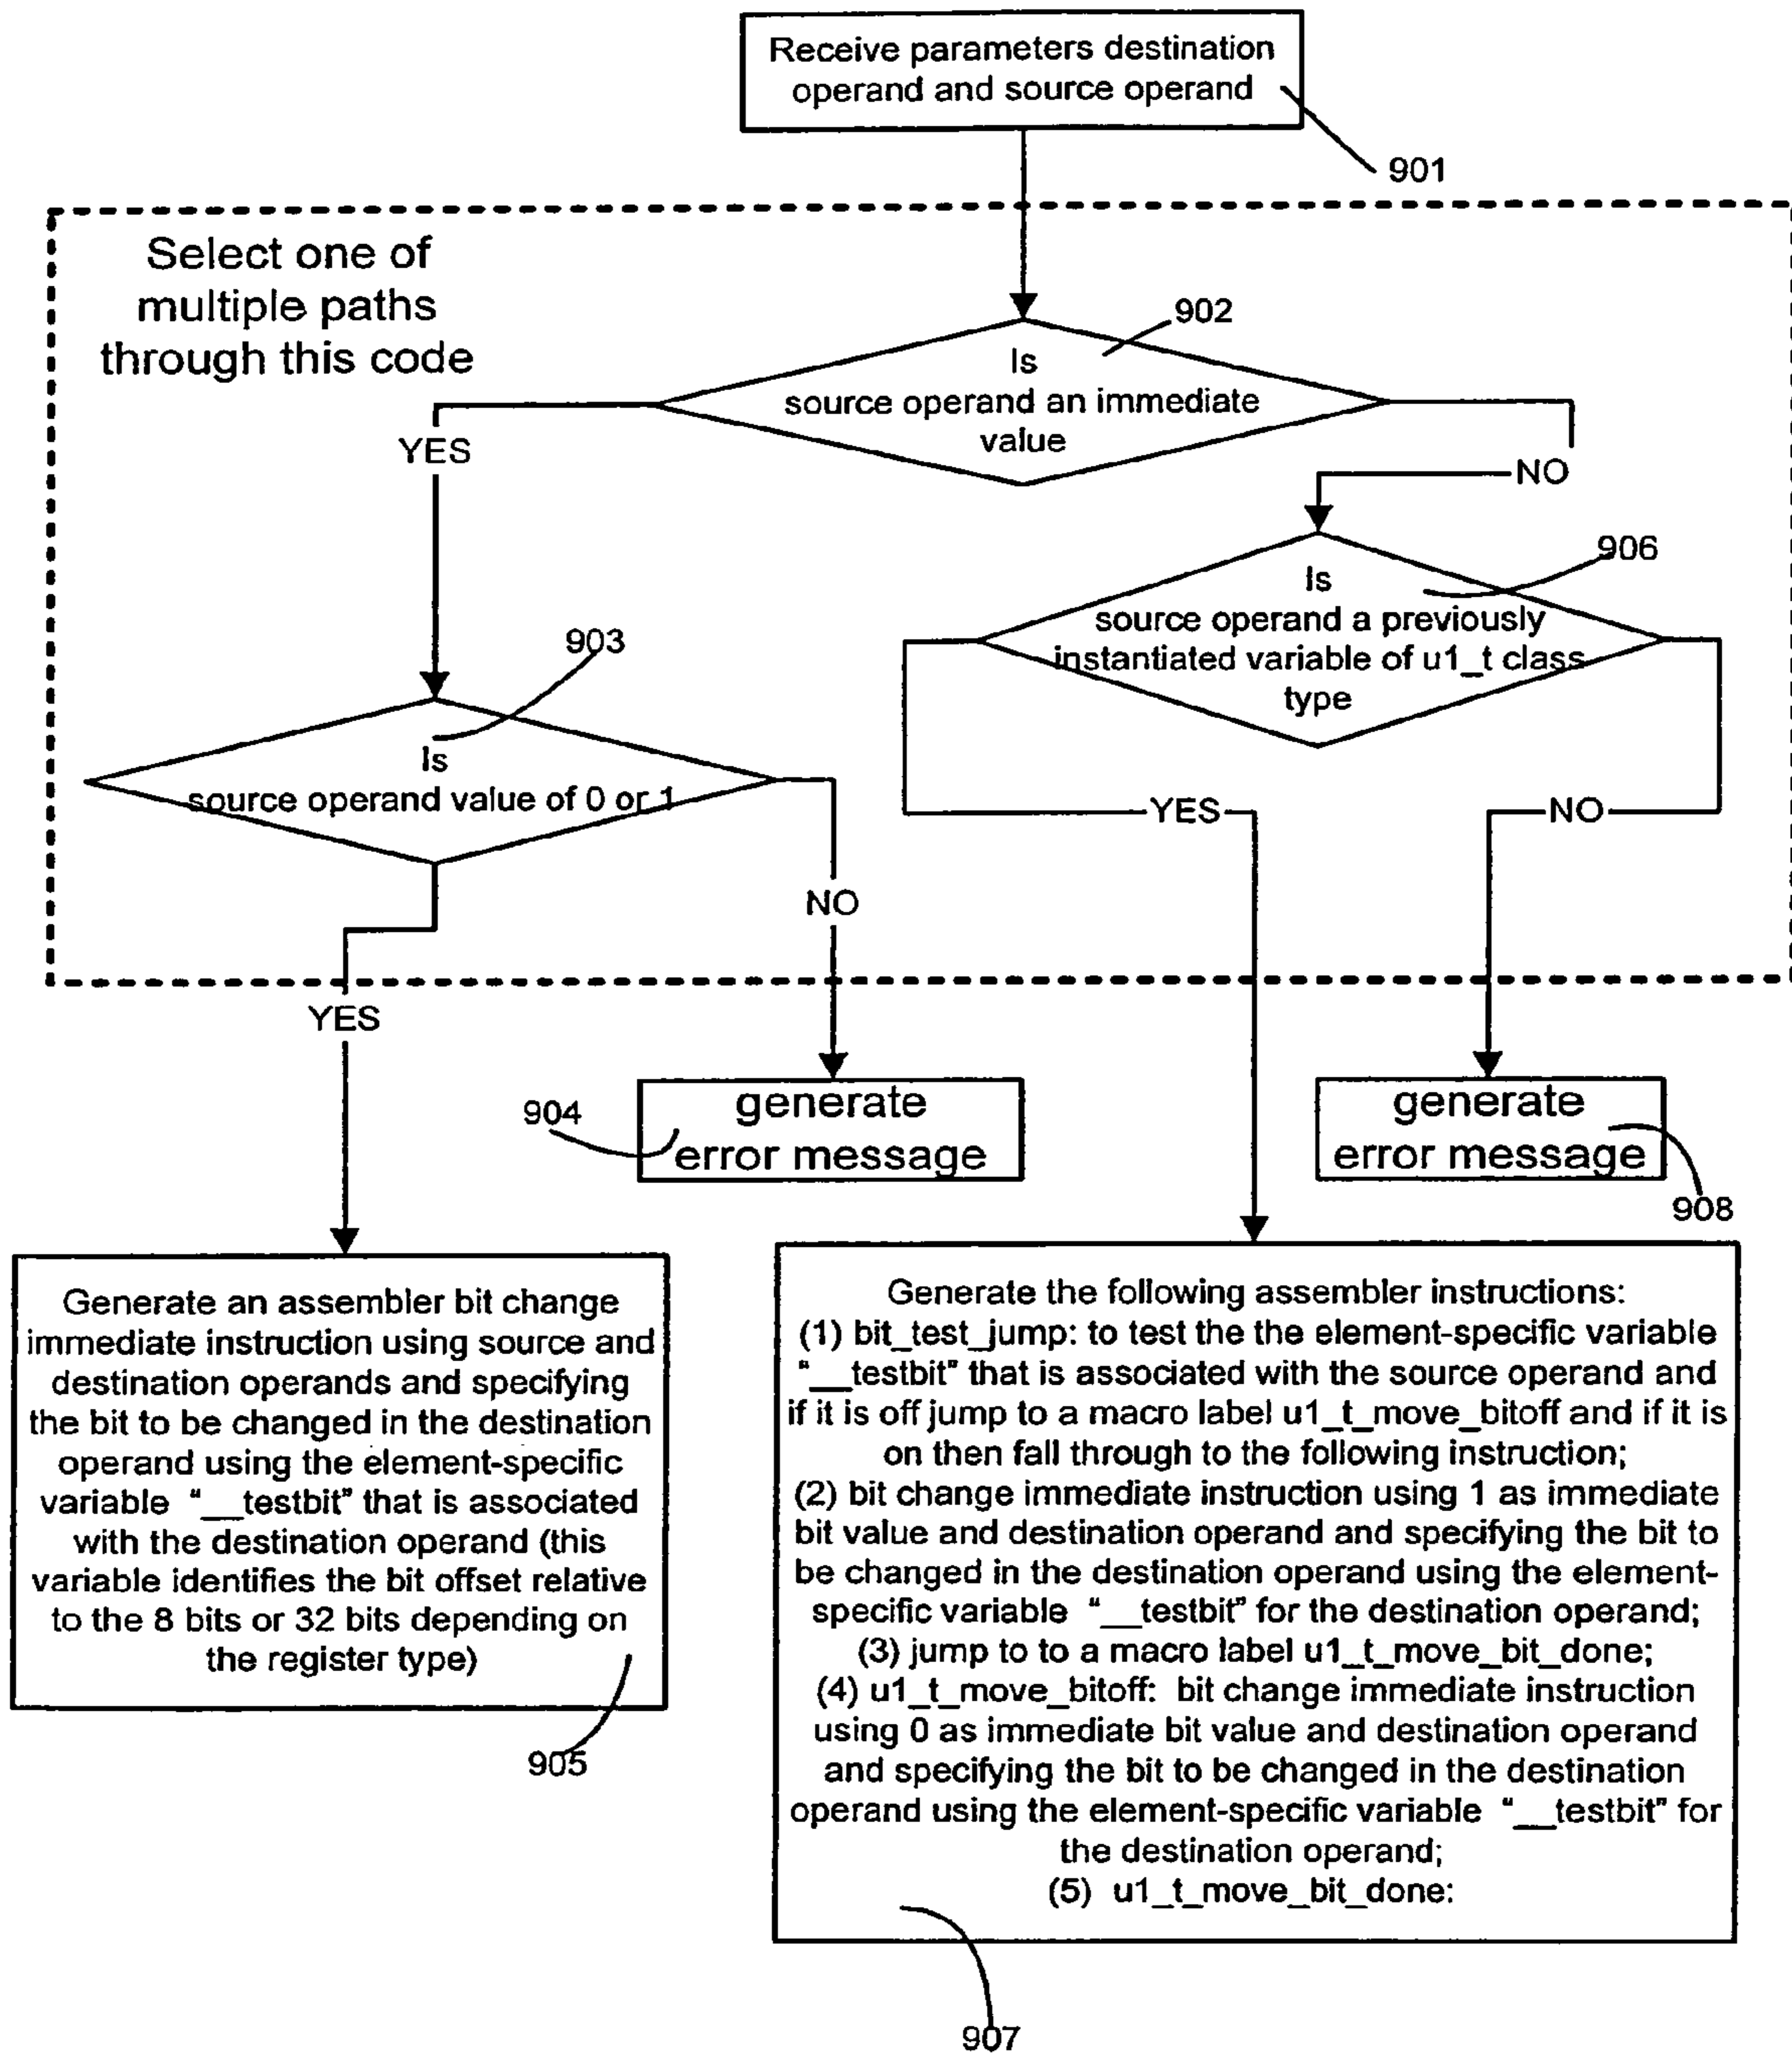 Receive parameters destination
operand and source operand
901
Select one of
multiple paths
through this code
902
Is
source operand an immediate
value
YES
NO
906
Is
source operand a previously
instantiated variable of u1_t class
type
903
Is
source operand value of 0 or 1
YES
NO
NO
YES
904
generate
error message
generate
error message
908
Generate an assembler bit change
immediate instruction using source and
destination operands and specifying
the bit to be changed in the destination
operand using the element-specific
variable “__testbit” that is associated
with the destination operand (this
variable identifies the bit offset relative
to the 8 bits or 32 bits depending on
the register type)
905
Generate the following assembler instructions:
(1) bit_test_jump: to test the the element-specific variable
“__testbit” that is associated with the source operand and
if it is off jump to a macro label u1_t_move_bitoff and if it is
on then fall through to the following instruction;
(2) bit change immediate instruction using 1 as immediate
bit value and destination operand and specifying the bit to
be changed in the destination operand using the element-
specific variable “__testbit” for the destination operand;
(3) jump to to a macro label u1_t_move_bit_done;
(4) u1_t_move_bitoff: bit change immediate instruction
using 0 as immediate bit value and destination operand
and specifying the bit to be changed in the destination
operand using the element-specific variable “__testbit” for
the destination operand;
(5) u1_t_move_bit_done:
907